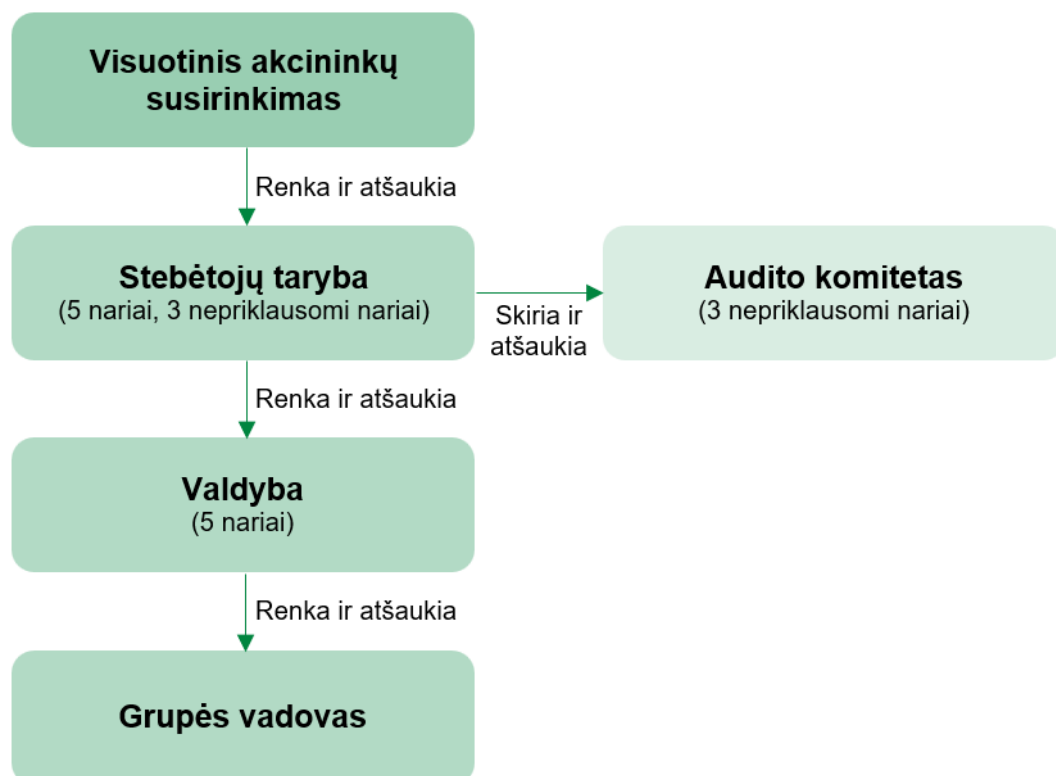 Visuotinis akcininkų
susirinkimas
Renka ir atšaukia
Stebėtojų taryba
(5 nariai, 3 nepriklausomi nariai)
Skiria ir
atšaukia
Audito komitetas
(3 nepriklausomi nariai)
Renka ir atšaukia
Valdyba
(5 nariai)
Renka ir atšaukia
Grupės vadovas